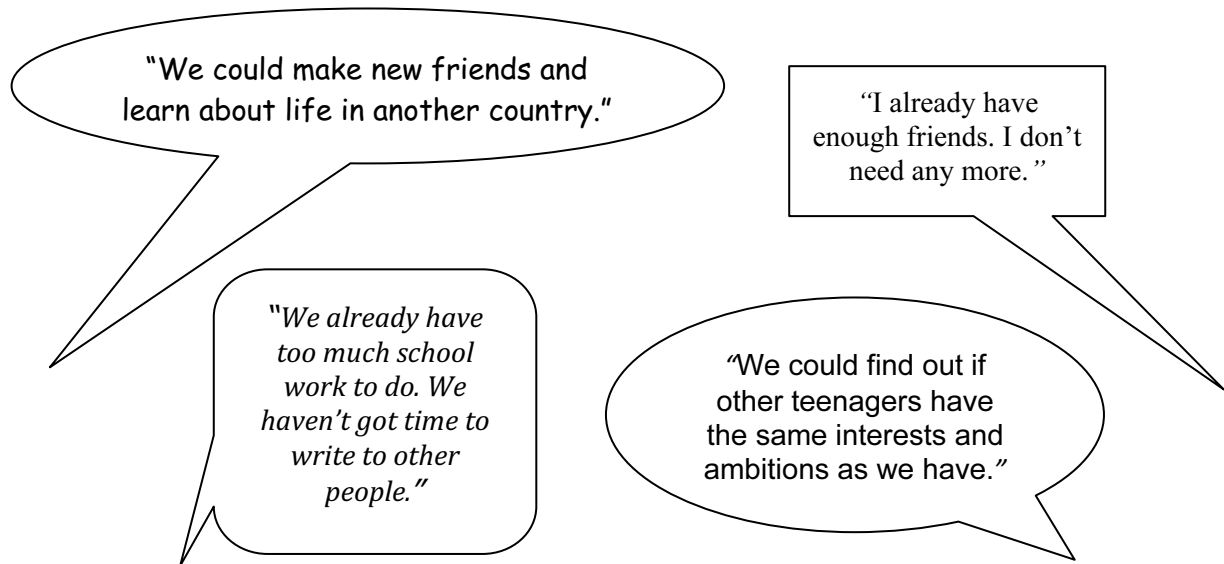 “We could make new friends and
learn about life in another country.”
“I already have
enough friends. I don’t
need any more.”
“We already have
too much school
work to do. We
haven’t got time to
write to other
people.”
“We could find out if
other teenagers have
the same interests and
ambitions as we have.”